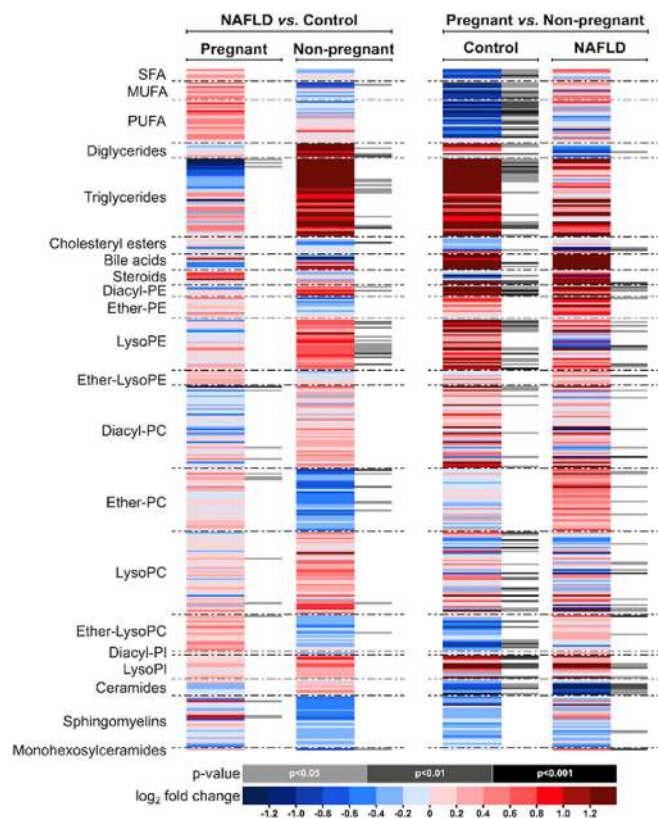 NAFLD vs. Control
Pregnant vs. Non-pregnant
Pregnant
Non-pregnant
Control
NAFLD
SFA
MUFA
PUFA
Diglycerides
Triglycerides
Cholesteryl esters
Bile acids
Steroids
Diacyl-PE
Ether-PE
LysoPE
Ether-LysoPE
Diacyl-PC
Ether-PC
LysoPC
Ether-LysoPC
Diacyl-PI
LysoPI
Ceramides
Sphingomyelins
Monohexosylceramides
p-value p<0.05 p<0.01 p<0.001
log₂ fold change
-1.2 -1.0 -0.8 -0.6 -0.4 -0.2 0 0.2 0.4 0.6 0.8 1.0 1.2